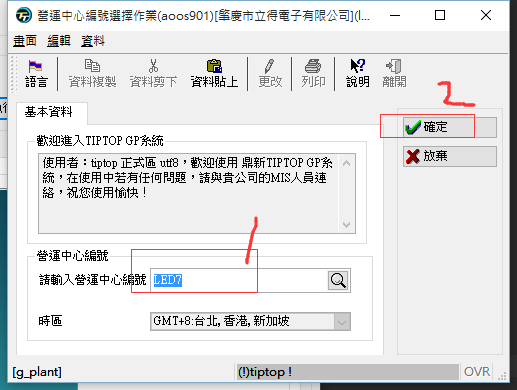 營運中心編號選擇作業(aoos901)[肇慶市立得電子有限公司](l...
畫面 編輯 資料
語言 資料複製 資料剪下 資料貼上 更改 列印 說明 離開
2
基本資料
確定
歡迎進入TIPTOP GP系統
放棄
使用者：tiptop 正式區 utf8，歡迎使用 鼎新TIPTOP GP系
統，在使用中若有任何問題，請與貴公司的MIS人員連
絡，祝您使用愉快！
1
營運中心編號
請輸入營運中心編號 LED7
時區 GMT+8:台北, 香港, 新加坡
[g_plant] (!)tiptop ! OVR